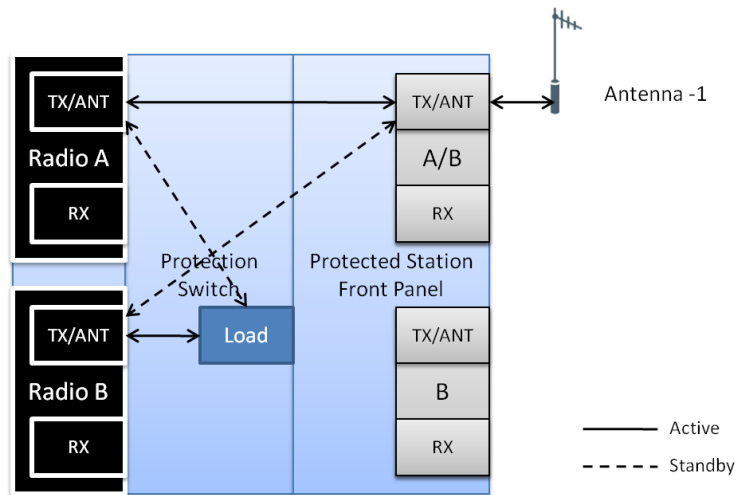 TX/ANT
Radio A
RX
TX/ANT
A/B
RX
Antenna -1
Protection
Switch
Protected Station
Front Panel
TX/ANT
Radio B
RX
Load
TX/ANT
B
RX
Active
Standby